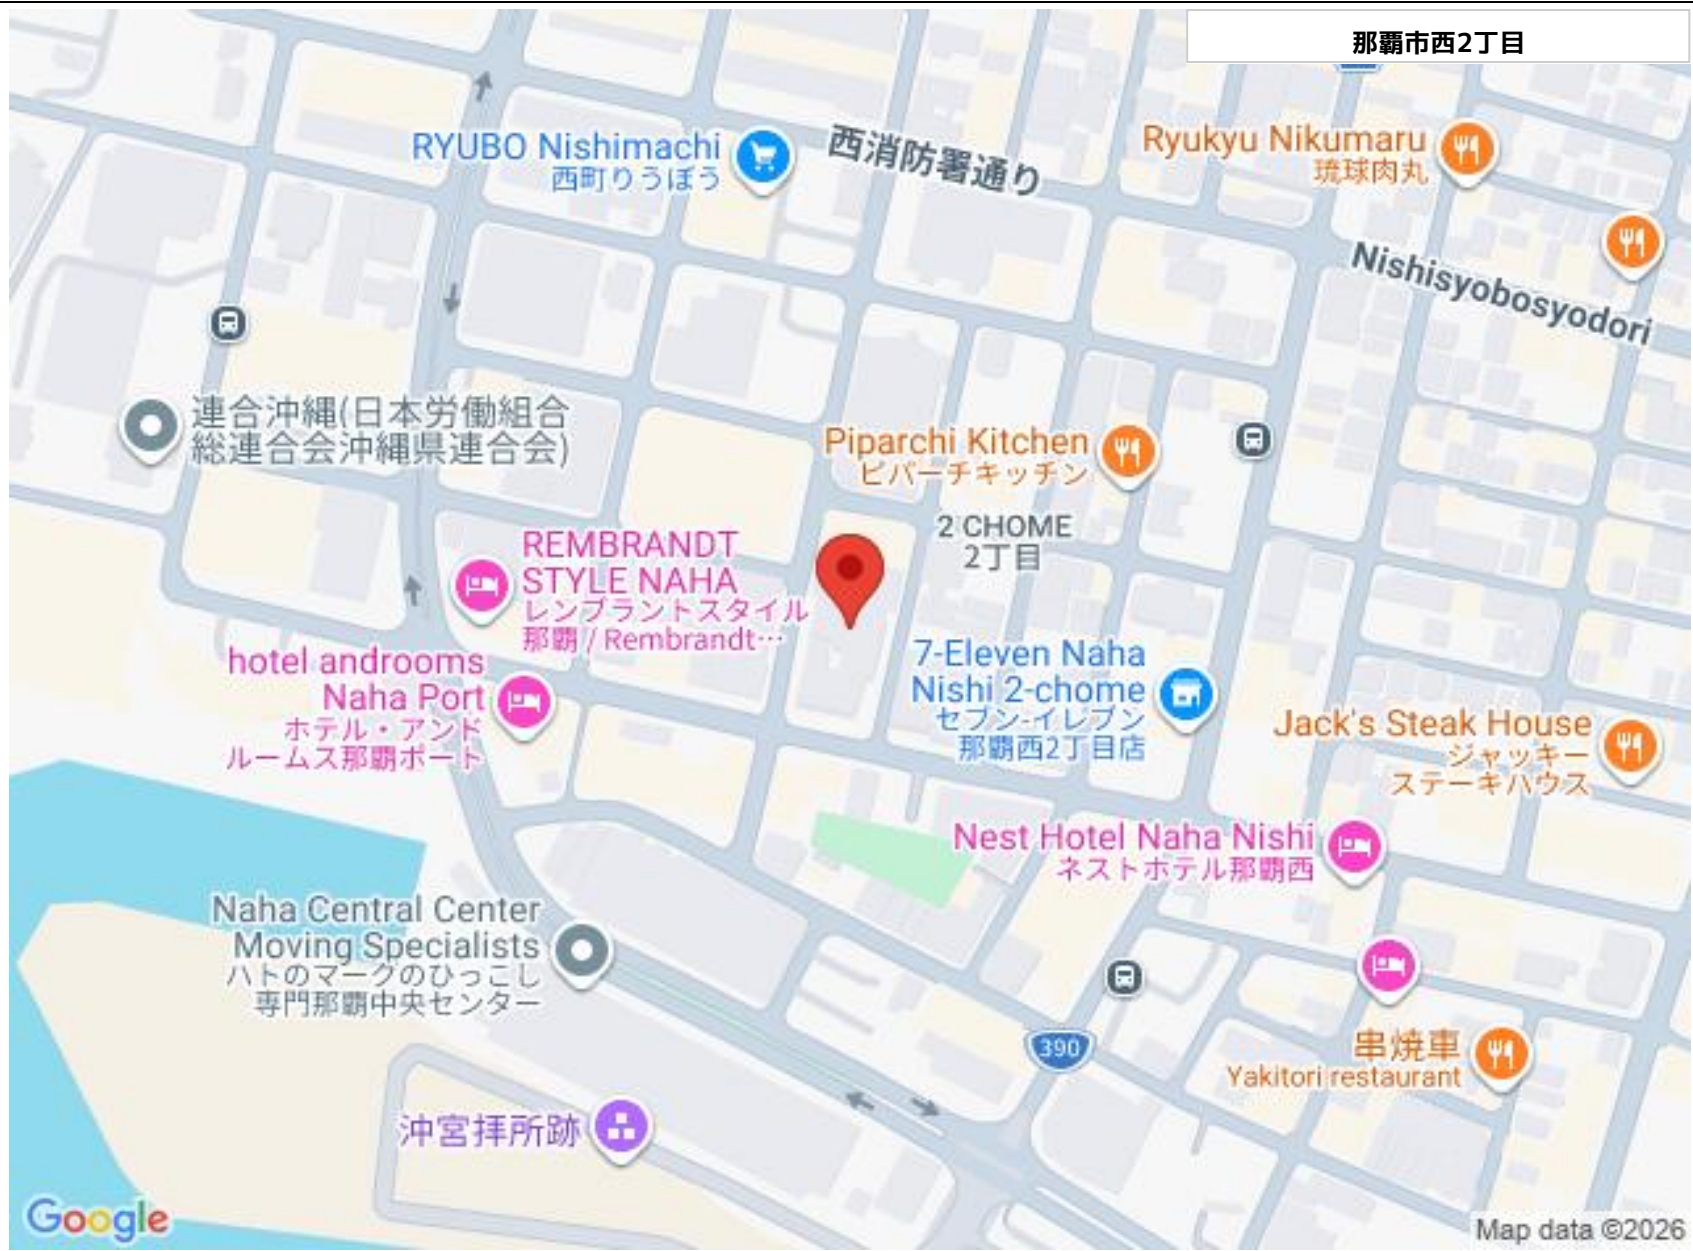 那覇市西2丁目
RYUBO Nishimachi
西町りうぼう
西消防署通り
Ryukyu Nikumaru
琉球肉丸
Nishisyobosyodori
連合沖縄(日本労働組合
総連合会沖縄県連合会)
Piparchi Kitchen
ピパーチキッチン
2 CHOME
2丁目
REMBRANDT
STYLE NAHA
レンブラントスタイル
那覇 / Rembrandt…
hotel androoms
Naha Port
ホテル・アンド
ルームス那覇ポート
7-Eleven Naha
Nishi 2-chome
セブン-イレブン
那覇西2丁目店
Jack's Steak House
ジャッキー
ステーキハウス
Nest Hotel Naha Nishi
ネストホテル那覇西
Naha Central Center
Moving Specialists
ハトのマークのひっこし
専門那覇中央センター
390
串焼車
Yakitori restaurant
沖宮拝所跡
Google
Map data ©2026